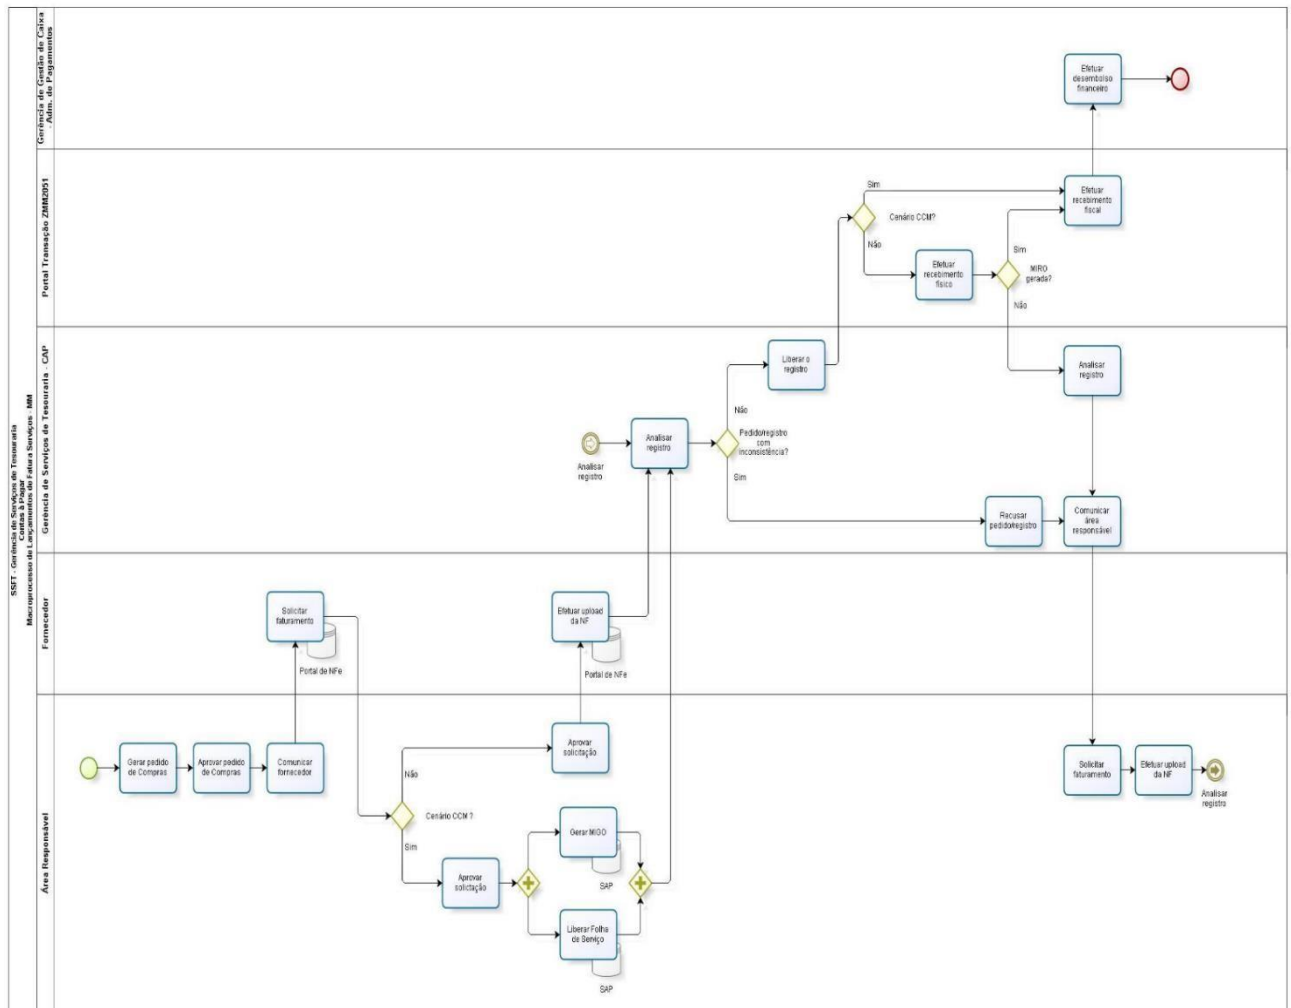 SSFT - Gerência de Serviços de Tesouraria
Contas à Pagar
Macroprocesso de Lançamentos de Fatura Serviços - MM
Gerência de Gestão de Caixa
- Adm. de Pagamentos
Efetuar
desembolso
financeiro
Portal Transação ZMM2051
Sim
Cenário CCM?
Não
Efetuar
recebimento
físico
Efetuar
recebimento
fiscal
Sim
MIRO
gerada?
Não
Gerência de Serviços de Tesouraria - CAP
Analisar
registro
Analisar
registro
Liberar o
registro
Não
Pedido/registro
com
inconsistência?
Sim
Analisar
registro
Recusar
pedido/registro
Comunicar
área
responsável
Fornecedor
Solicitar
faturamento
Portal de NFe
Efetuar upload
da NF
Portal de NFe
Área Responsável
Gerar pedido
de Compras
Aprovar pedido
de Compras
Comunicar
fornecedor
Não
Cenário CCM ?
Sim
Aprovar
solicitação
Aprovar
solicitação
Gerar MIGO
SAP
Liberar Folha
de Serviço
SAP
Solicitar
faturamento
Efetuar upload
da NF
Analisar
registro